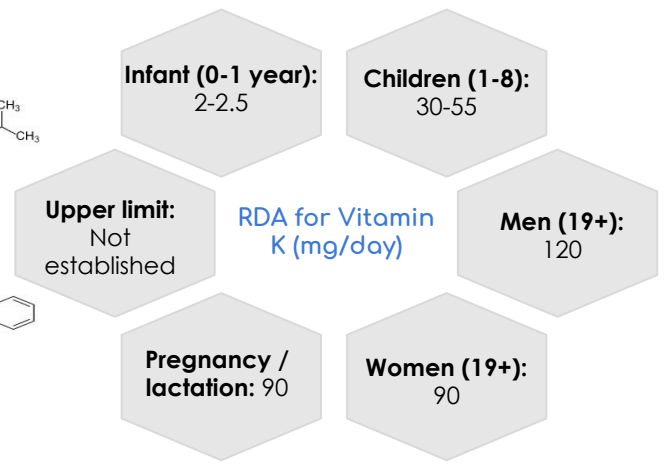 Infant (0-1 year):
2-2.5
Children (1-8):
30-55
CH₃
CH₃
Upper limit:
Not
established
RDA for Vitamin
K (mg/day)
Men (19+):
120
Pregnancy /
lactation: 90
Women (19+):
90